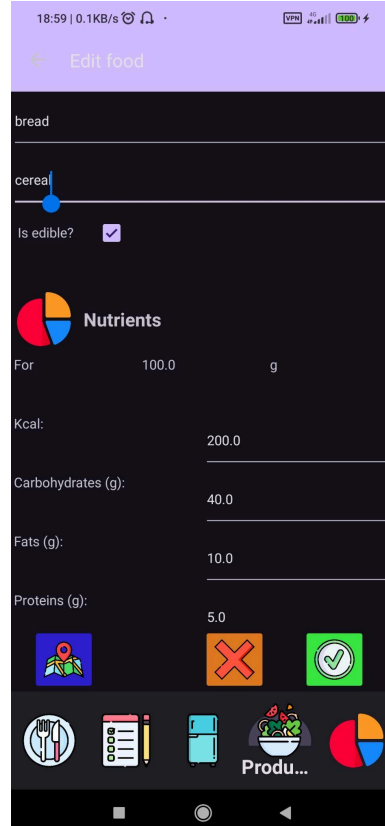 18:59 | 0.1KB/s
VPN 4G 100
Edit food
bread
cereal
Is edible?
Nutrients
For 100.0 g
Kcal:
200.0
Carbohydrates (g):
40.0
Fats (g):
10.0
Proteins (g):
5.0
Produ...